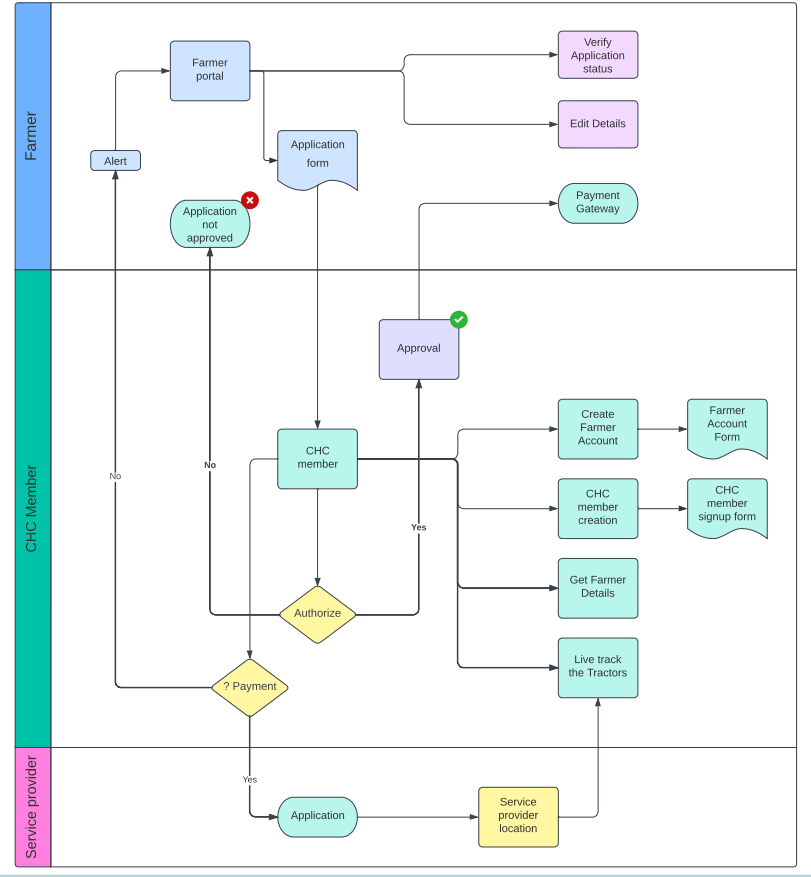 Farmer
Farmer
portal
Verify
Application
status
Edit Details
Application
form
Alert
Application
not
approved
Payment
Gateway
CHC Member
Approval
CHC
member
Create
Farmer
Account
Farmer
Account
Form
No
No
CHC
member
creation
CHC
member
signup form
Yes
Get Farmer
Details
Authorize
Live track
the Tractors
? Payment
Service provider
Yes
Application
Service
provider
location